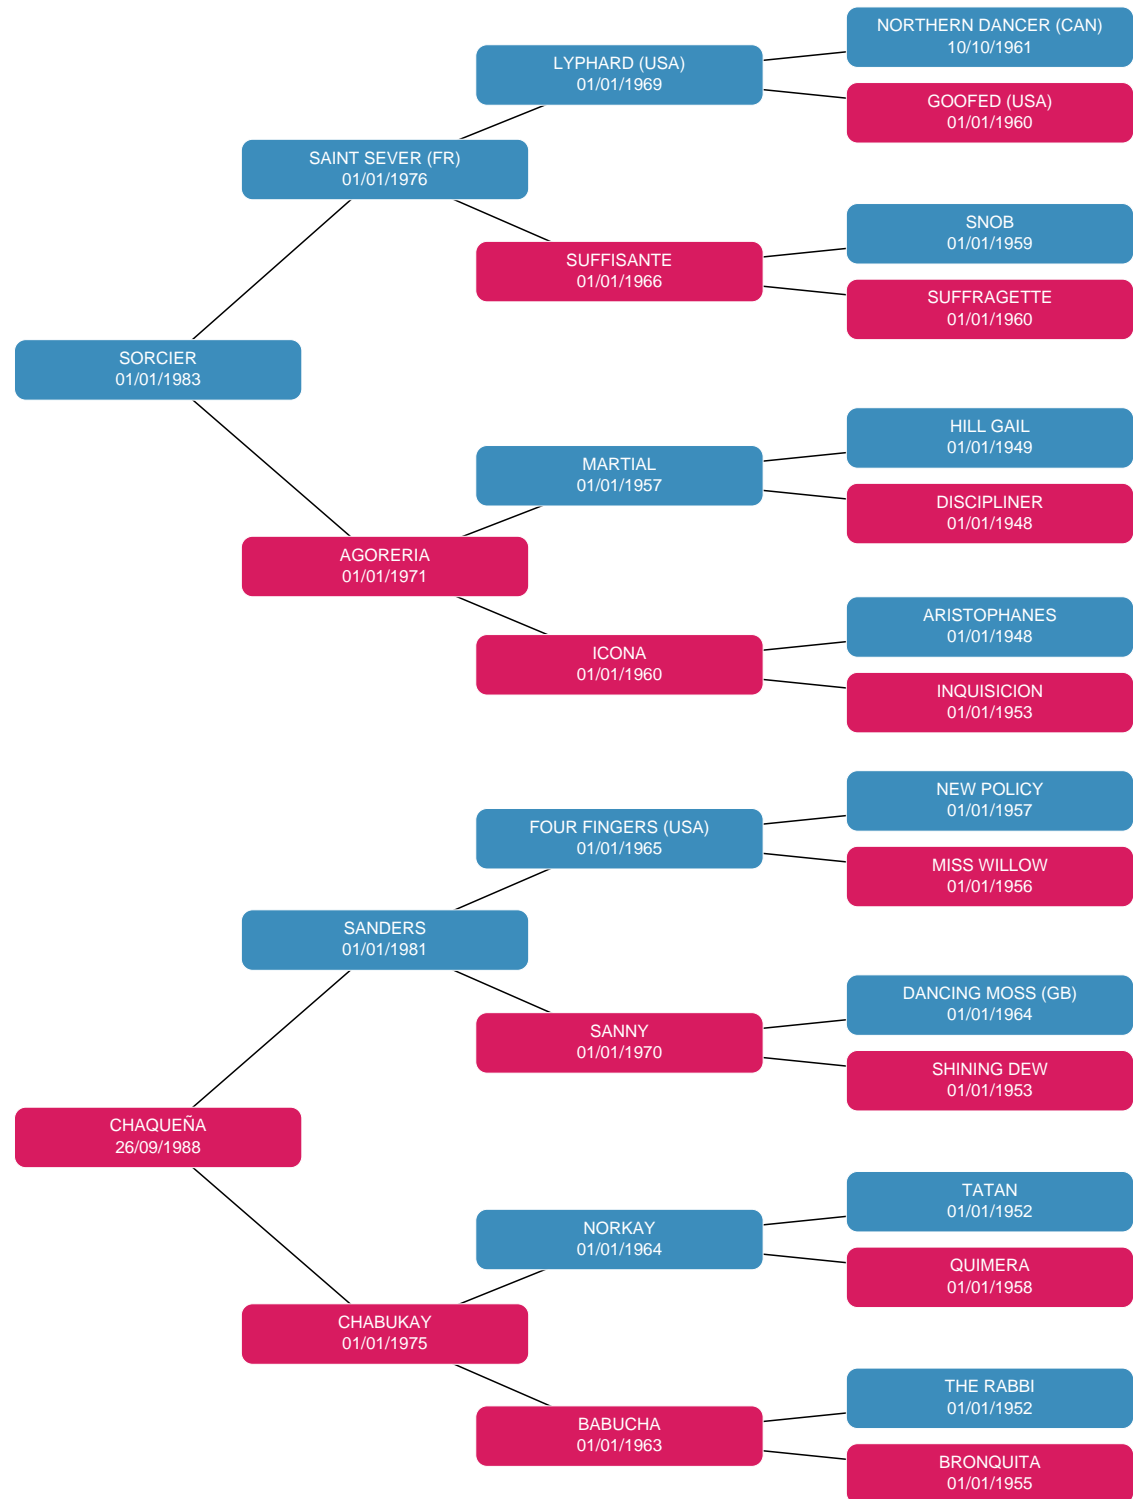 NORTHERN DANCER (CAN)
10/10/1961
LYPHARD (USA)
01/01/1969
GOOFED (USA)
01/01/1960
SAINT SEVER (FR)
01/01/1976
SNOB
01/01/1959
SUFFISANTE
01/01/1966
SUFFRAGETTE
01/01/1960
SORCIER
01/01/1983
HILL GAIL
01/01/1949
MARTIAL
01/01/1957
DISCIPLINER
01/01/1948
AGORERIA
01/01/1971
ARISTOPHANES
01/01/1948
ICONA
01/01/1960
INQUISICION
01/01/1953
NEW POLICY
01/01/1957
FOUR FINGERS (USA)
01/01/1965
MISS WILLOW
01/01/1956
SANDERS
01/01/1981
DANCING MOSS (GB)
01/01/1964
SANNY
01/01/1970
SHINING DEW
01/01/1953
CHAQUEÑA
26/09/1988
TATAN
01/01/1952
NORKAY
01/01/1964
QUIMERA
01/01/1958
CHABUKAY
01/01/1975
THE RABBI
01/01/1952
BABUCHA
01/01/1963
BRONQUITA
01/01/1955